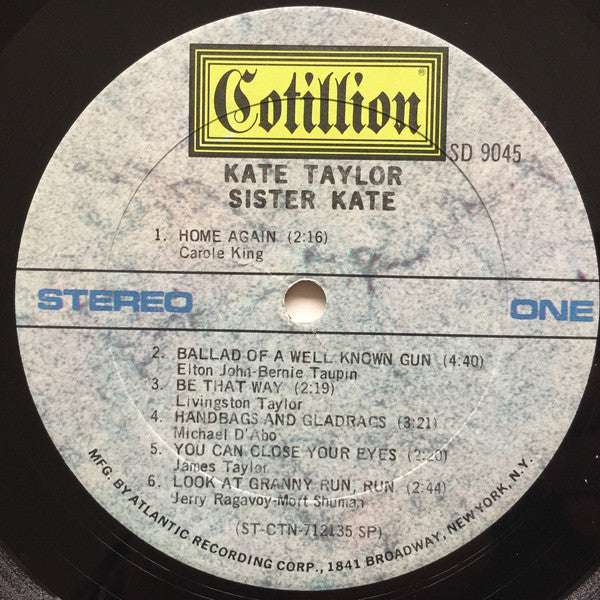 Cotillion®
SD 9045
KATE TAYLOR
SISTER KATE
1. HOME AGAIN (2:16)
Carole King
STEREO ONE
2. BALLAD OF A WELL KNOWN GUN (4:40)
Elton John-Bernie Taupin
3. BE THAT WAY (2:19)
Livingston Taylor
4. HANDBAGS AND GLADRAGS (3:21)
Michael D'Abo
5. YOU CAN CLOSE YOUR EYES (2:20)
James Taylor
6. LOOK AT GRANNY RUN, RUN (2:44)
Jerry Ragavoy-Mort Shuman
(ST-CTN-712135 SP)
MFG. BY ATLANTIC RECORDING CORP., 1841 BROADWAY, NEW YORK, N.Y.